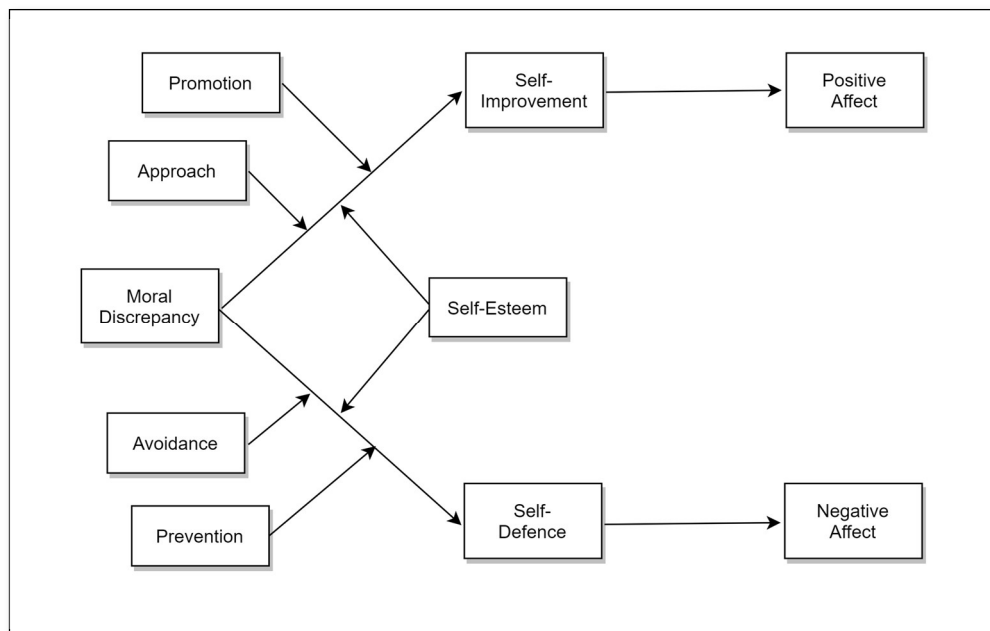 Promotion
Self-
Improvement
Positive
Affect
Approach
Moral
Discrepancy
Self-Esteem
Avoidance
Prevention
Self-
Defence
Negative
Affect